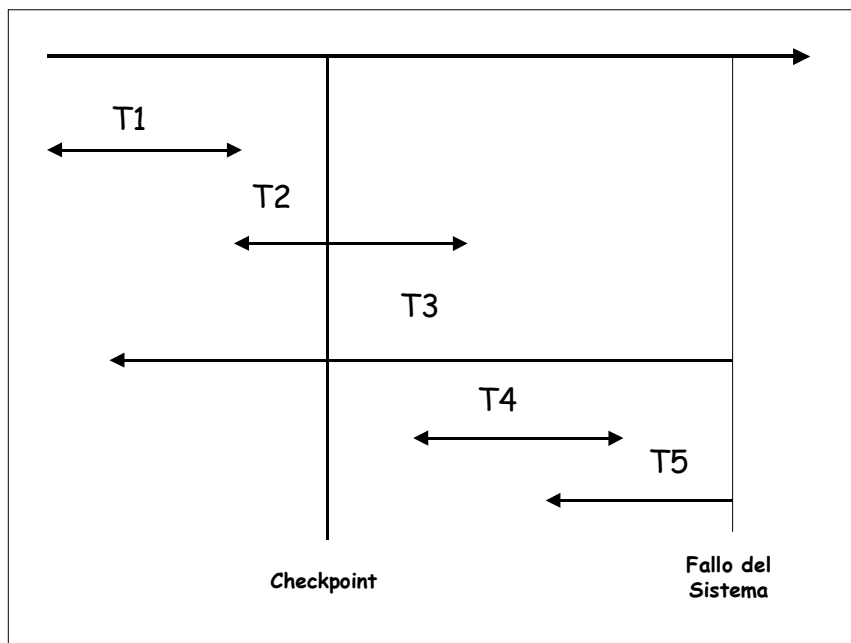 T1
T2
T3
T4
T5
Checkpoint
Fallo del
Sistema